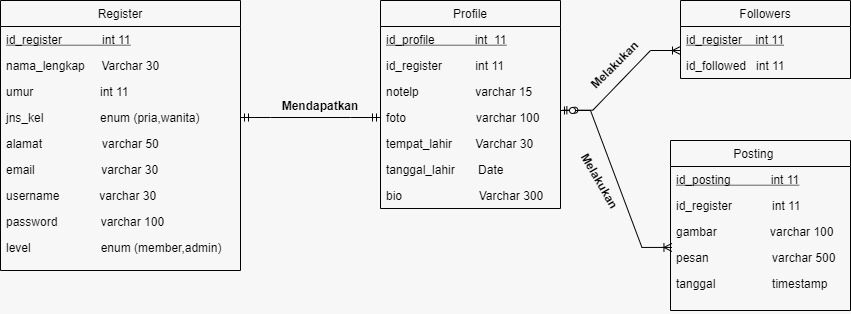 Register
id_register int 11
nama_lengkap Varchar 30
umur int 11
jns_kel enum (pria,wanita)
alamat varchar 50
email varchar 30
username varchar 30
password varchar 100
level enum (member,admin)
Mendapatkan
Profile
id_profile int 11
id_register int 11
notelp varchar 15
foto varchar 100
tempat_lahir Varchar 30
tanggal_lahir Date
bio Varchar 300
Melakukan
Melakukan
Followers
id_register int 11
id_followed int 11
Posting
id_posting int 11
id_register int 11
gambar varchar 100
pesan varchar 500
tanggal timestamp